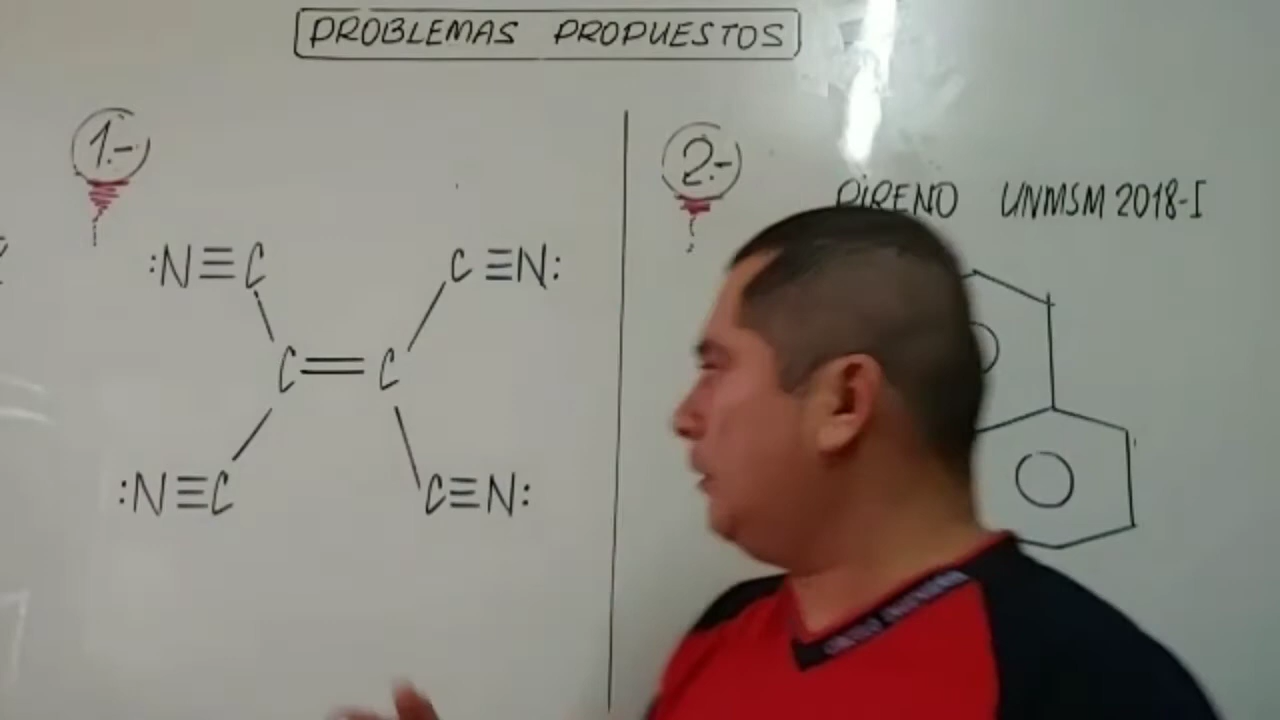 PROBLEMAS PROPUESTOS
1.-
:N≡C C≡N:
C=C
:N≡C C≡N:
2.-
PIRENO UNMSM 2018-I